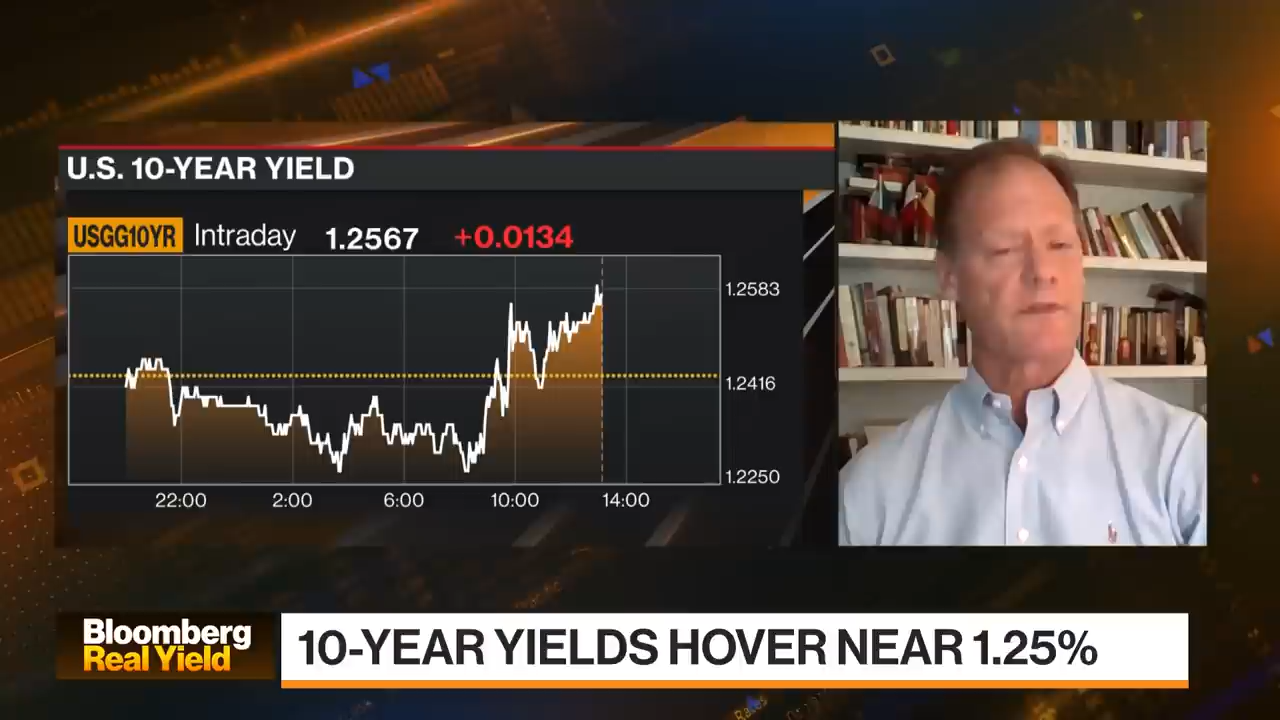 U.S. 10-YEAR YIELD
USGG10YR Intraday 1.2567 +0.0134
1.2583
1.2416
1.2250
22:00 2:00 6:00 10:00 14:00
Bloomberg
Real Yield
10-YEAR YIELDS HOVER NEAR 1.25%
Rates